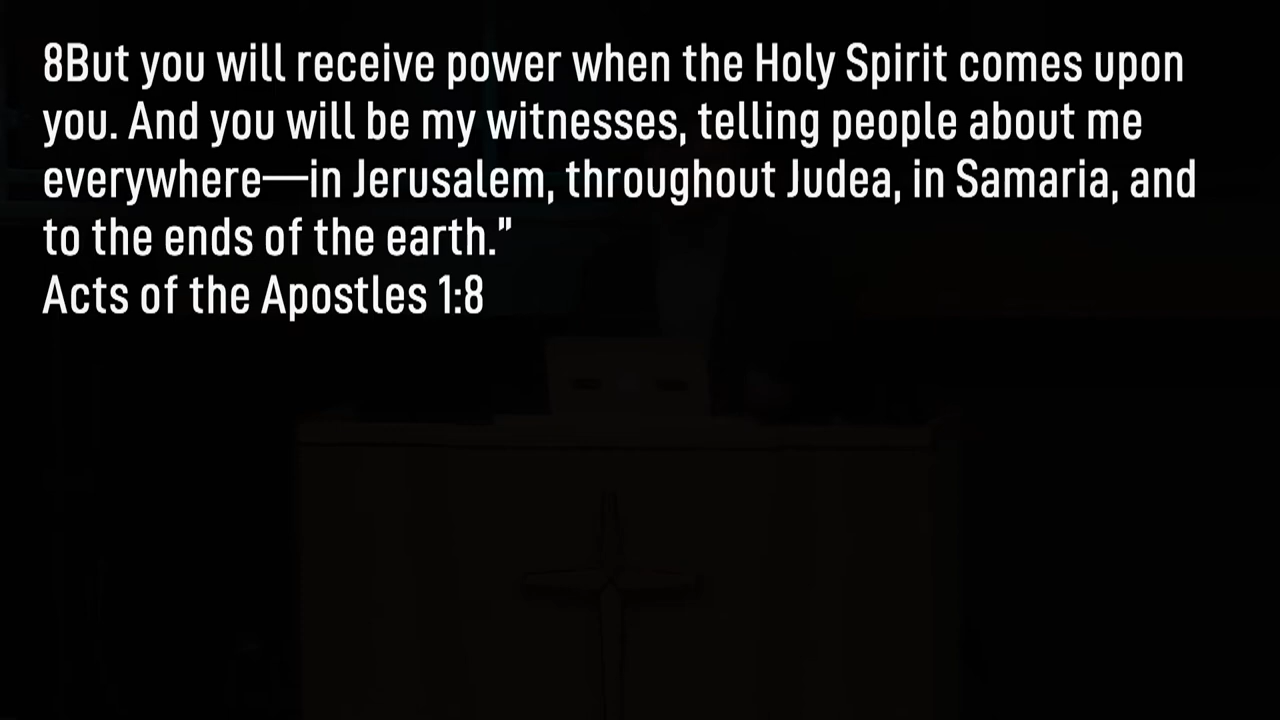 8But you will receive power when the Holy Spirit comes upon
you. And you will be my witnesses, telling people about me
everywhere—in Jerusalem, throughout Judea, in Samaria, and
to the ends of the earth.”
Acts of the Apostles 1:8